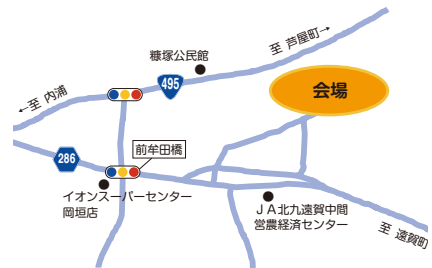 糠塚公民館
至 芦屋町
495
←至 内浦
会場
286
前牟田橋
イオンスーパーセンター
岡垣店
ＪＡ北九遠賀中間
営農経済センター
至 遠賀町